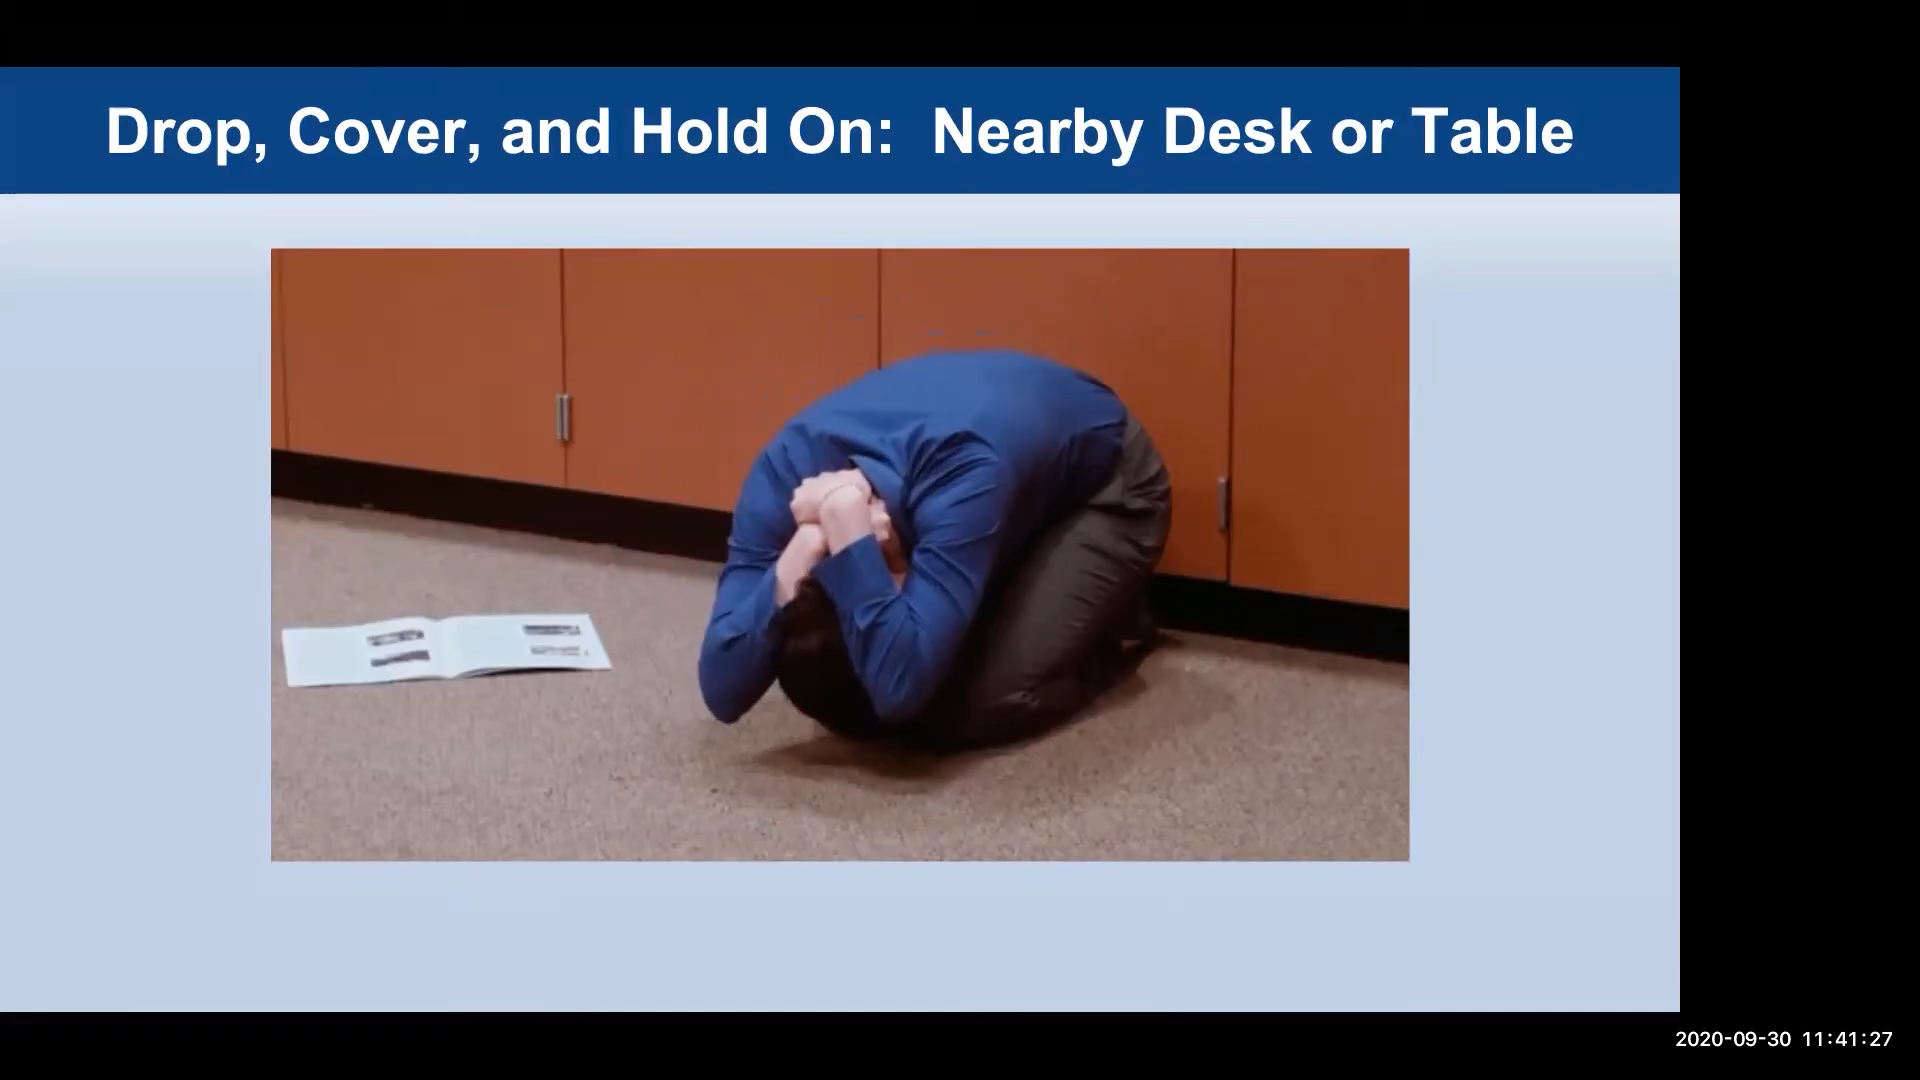 Drop, Cover, and Hold On: Nearby Desk or Table
2020-09-30 11:41:27